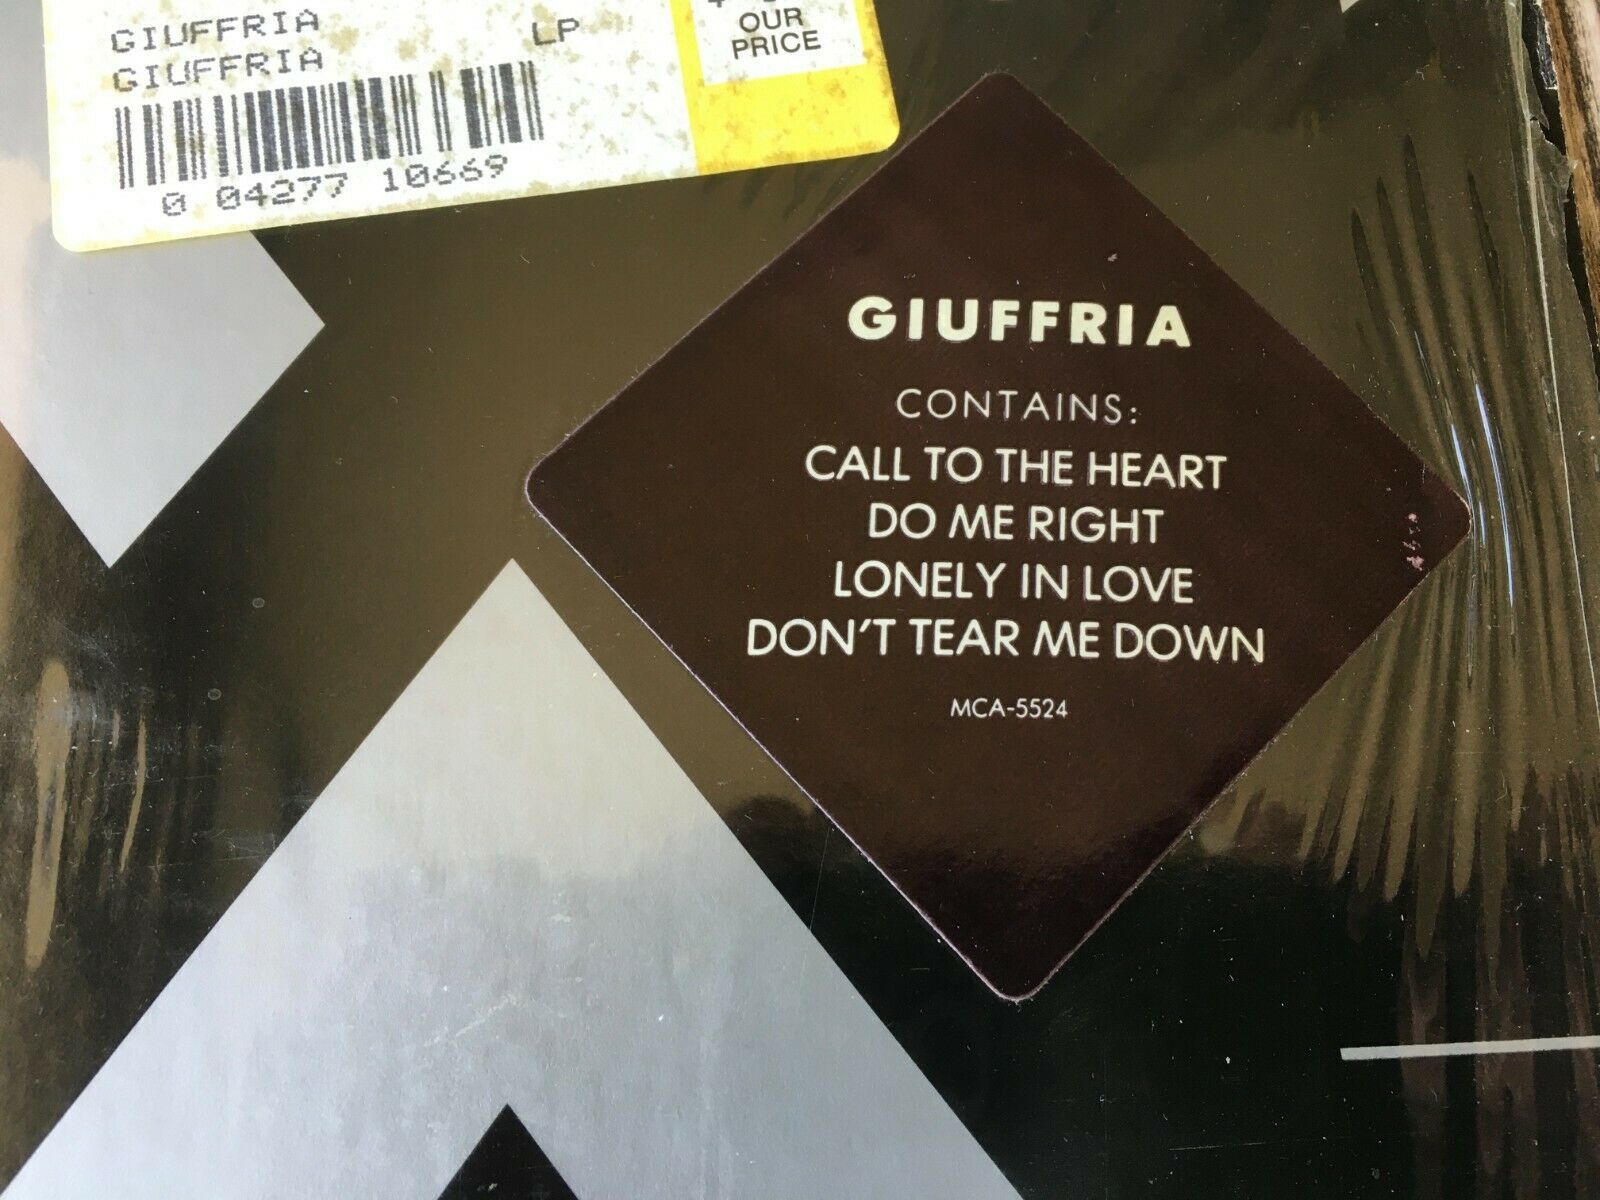 GIUFFRIA LP
GIUFFRIA
0 04277 10669
OUR
PRICE
GIUFFRIA
CONTAINS:
CALL TO THE HEART
DO ME RIGHT
LONELY IN LOVE
DON'T TEAR ME DOWN
MCA-5524